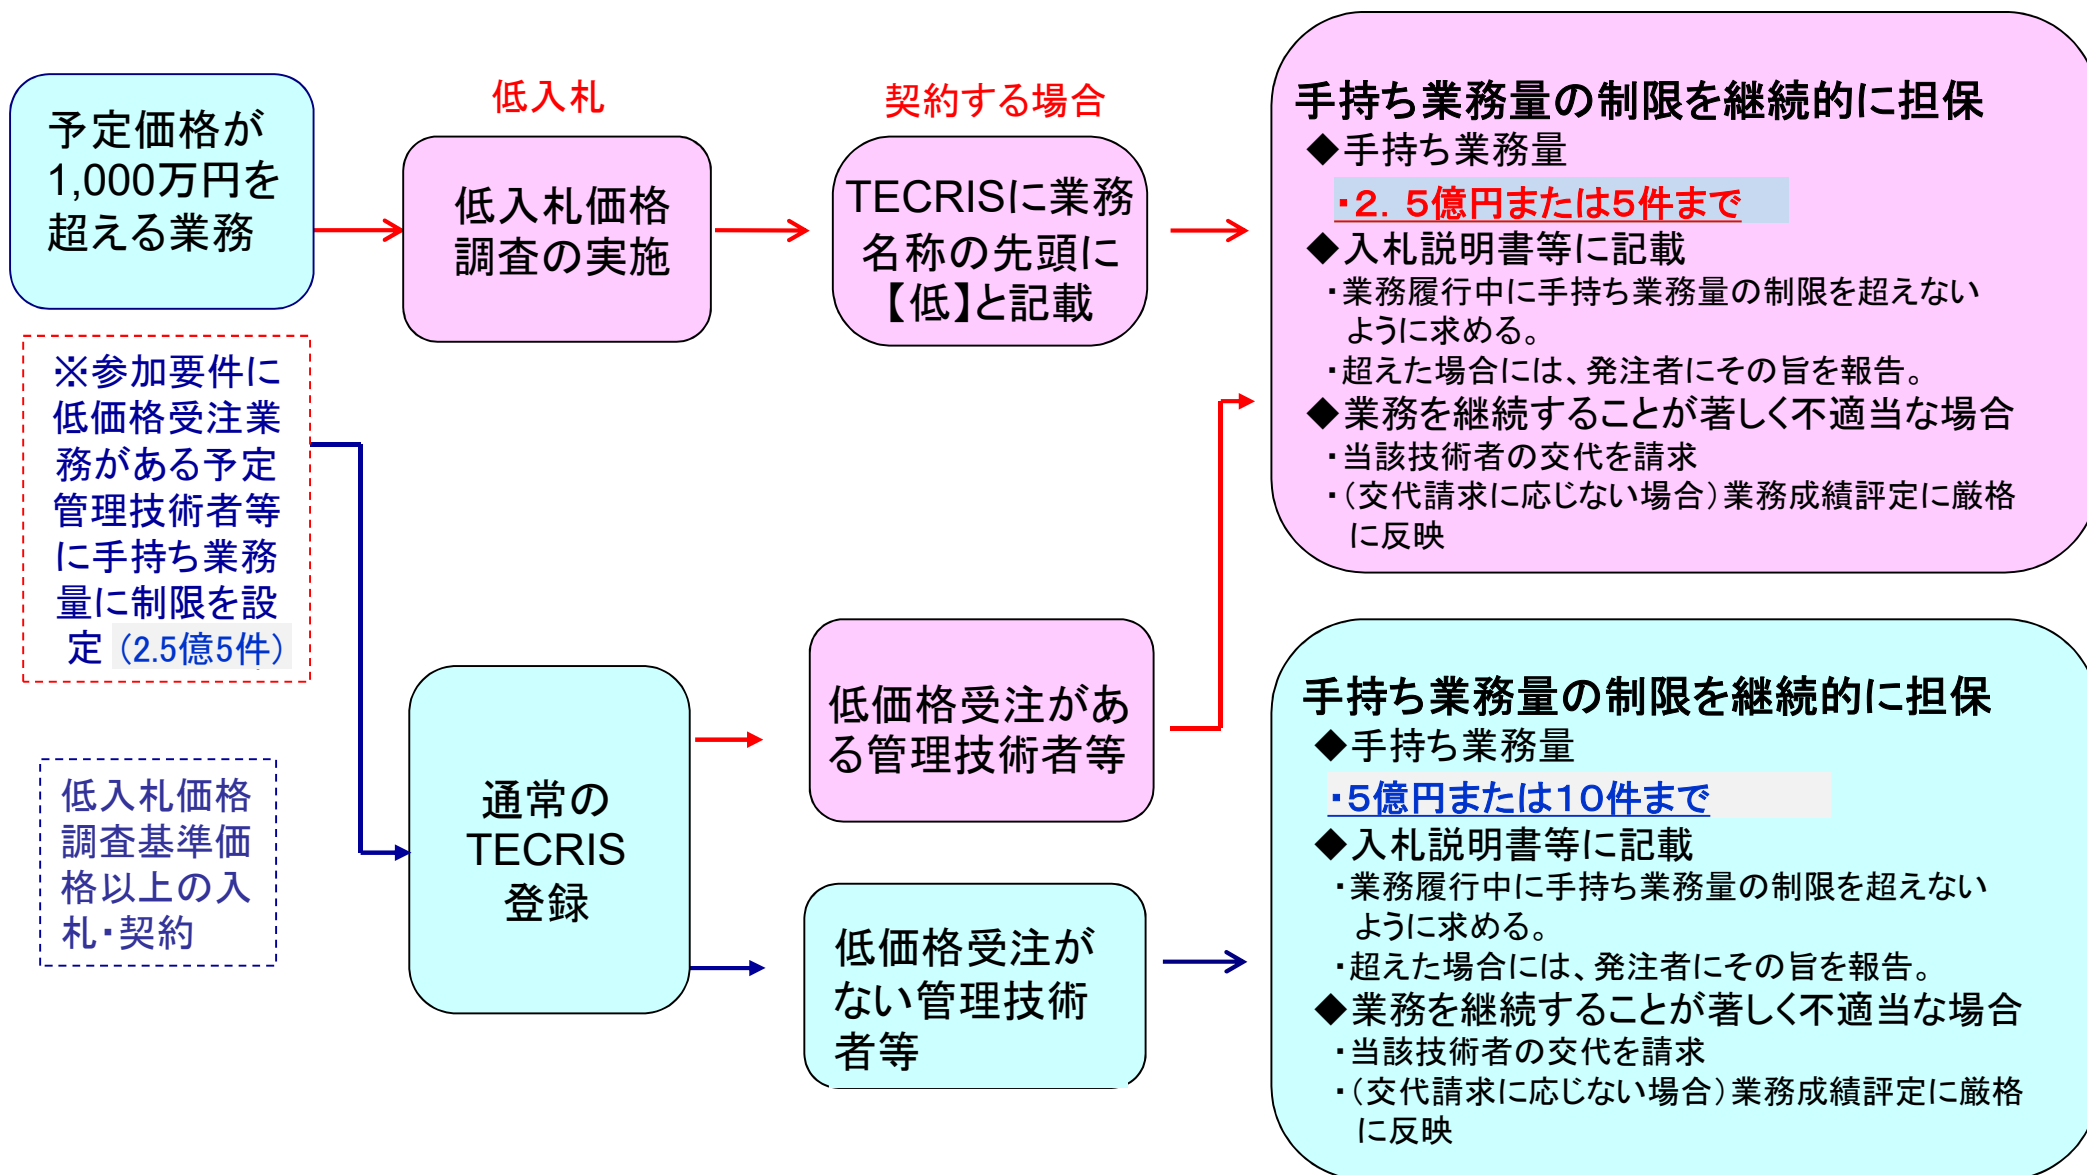 予定価格が
1,000万円を
超える業務
低入札
低入札価格
調査の実施
契約する場合
TECRISに業務
名称の先頭に
【低】と記載
手持ち業務量の制限を継続的に担保
◆手持ち業務量
・２．５億円または５件まで
◆入札説明書等に記載
・業務履行中に手持ち業務量の制限を超えない
ように求める。
・超えた場合には、発注者にその旨を報告。
◆業務を継続することが著しく不適当な場合
・当該技術者の交代を請求
・（交代請求に応じない場合）業務成績評定に厳格
に反映
※参加要件に
低価格受注業
務がある予定
管理技術者等
に手持ち業務
量に制限を設
定（2.5億5件）
低入札価格
調査基準価
格以上の入
札・契約
通常の
TECRIS
登録
低価格受注があ
る管理技術者等
低価格受注が
ない管理技術
者等
手持ち業務量の制限を継続的に担保
◆手持ち業務量
・５億円または１０件まで
◆入札説明書等に記載
・業務履行中に手持ち業務量の制限を超えない
ように求める。
・超えた場合には、発注者にその旨を報告。
◆業務を継続することが著しく不適当な場合
・当該技術者の交代を請求
・（交代請求に応じない場合）業務成績評定に厳格
に反映